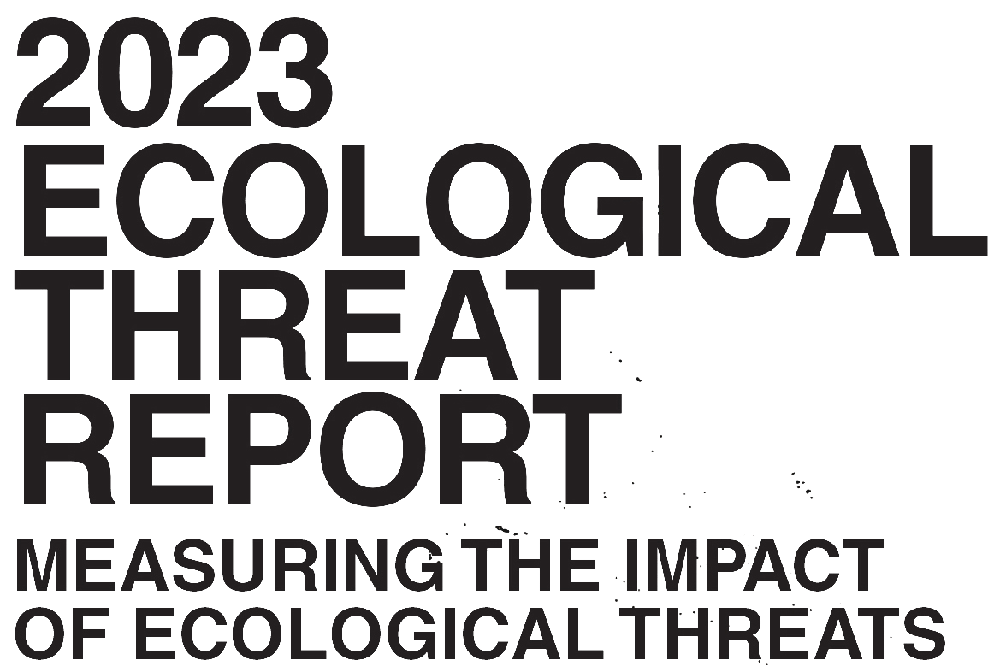 2023
ECOLOGICAL
THREAT
REPORT
MEASURING THE IMPACT
OF ECOLOGICAL THREATS